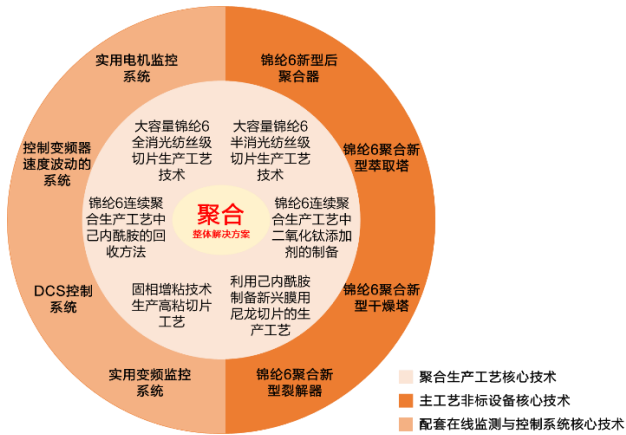 实用电机监控
系统
锦纶6新型后
聚合器
控制变频器
速度波动的
系统
锦纶6聚合新
型萃取塔
DCS控制
系统
锦纶6聚合新
型干燥塔
实用变频监控
系统
锦纶6聚合新
型裂解器
大容量锦纶6
全消光纺丝级
切片生产工艺
技术
大容量锦纶6
半消光纺丝级
切片生产工艺
技术
锦纶6连续聚
合生产工艺中
己内酰胺的回
收方法
聚合
整体解决方案
锦纶6连续聚
合生产工艺中
二氧化钛添加
剂的制备
固相增粘技术
生产高粘切片
工艺
利用己内酰胺
制备新兴膜用
尼龙切片的生
产工艺
聚合生产工艺核心技术
主工艺非标设备核心技术
配套在线监测与控制系统核心技术